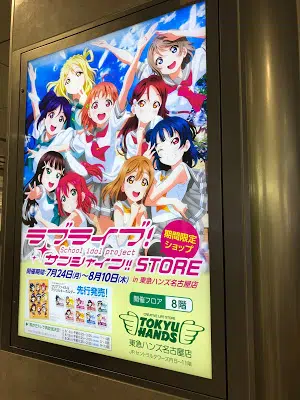 ラブライブ!
School idol project
サンシャイン!! STORE
期間限定
ショップ
開催期間:7月24日(月)~8月10日(木) in 東急ハンズ名古屋店
先行発売!
開催フロア 8階
CREATIVE LIFE STORE
TOKYU
HANDS
東急ハンズ名古屋店